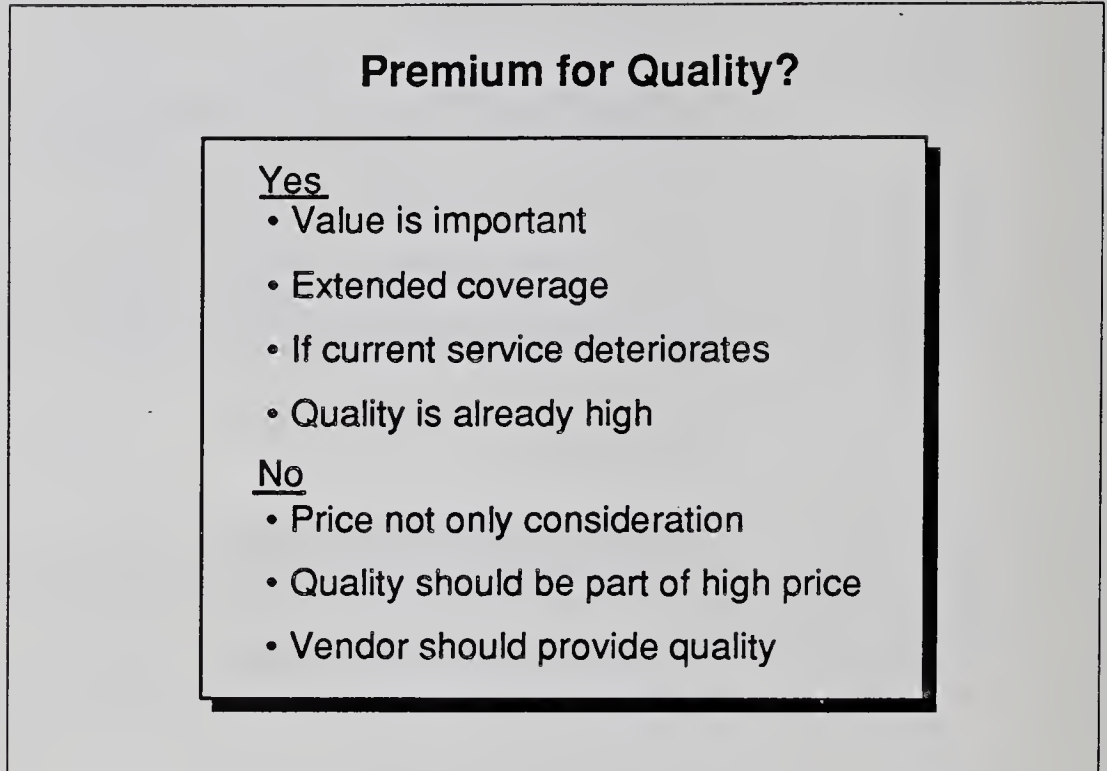 Premium for Quality?
Yes
• Value is important
• Extended coverage
• If current service deteriorates
• Quality is already high
No
• Price not only consideration
• Quality should be part of high price
• Vendor should provide quality